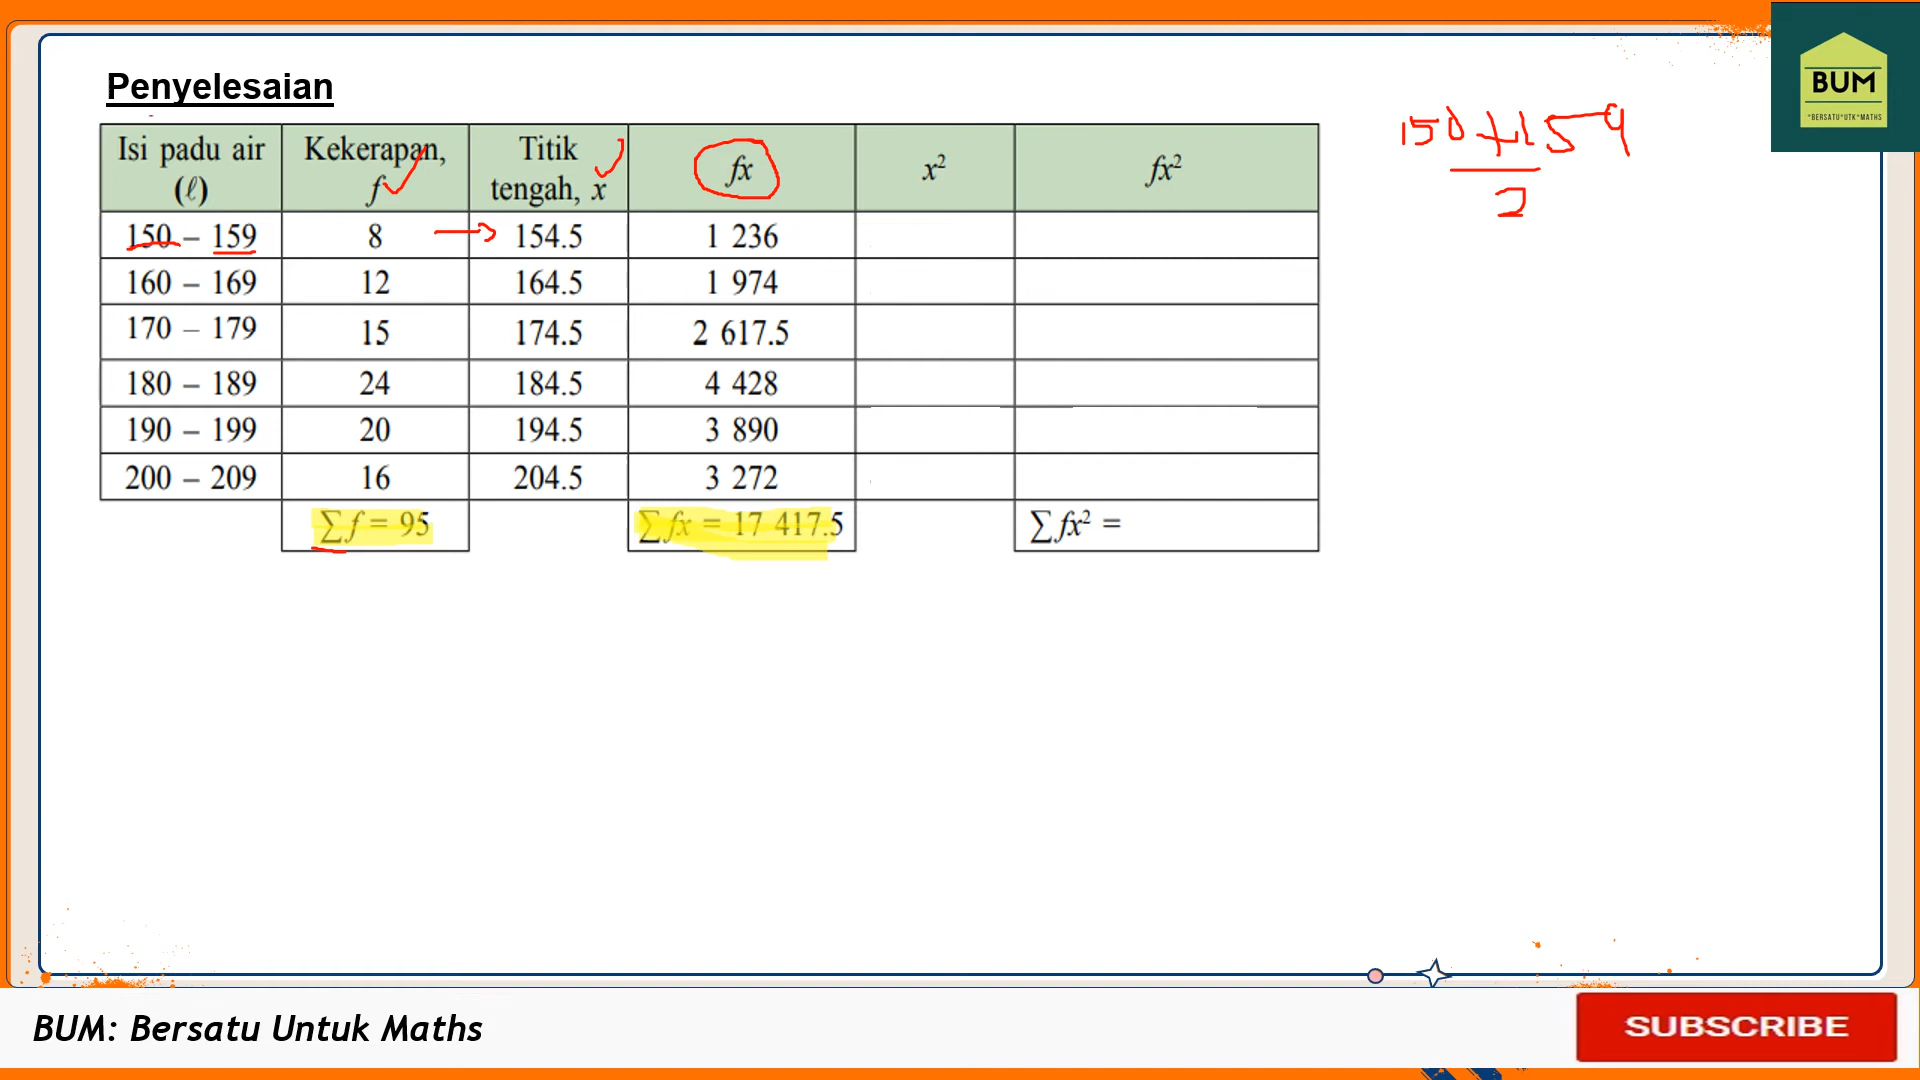 Penyelesaian
150 + 159
2
BUM
*BERSATU*UTK*MATHS
Isi padu air (ℓ) Kekerapan, f Titik tengah, x fx x² fx²
150 – 159 8 154.5 1 236
160 – 169 12 164.5 1 974
170 – 179 15 174.5 2 617.5
180 – 189 24 184.5 4 428
190 – 199 20 194.5 3 890
200 – 209 16 204.5 3 272
∑f = 95 ∑fx = 17 417.5 ∑fx² =
BUM: Bersatu Untuk Maths
SUBSCRIBE